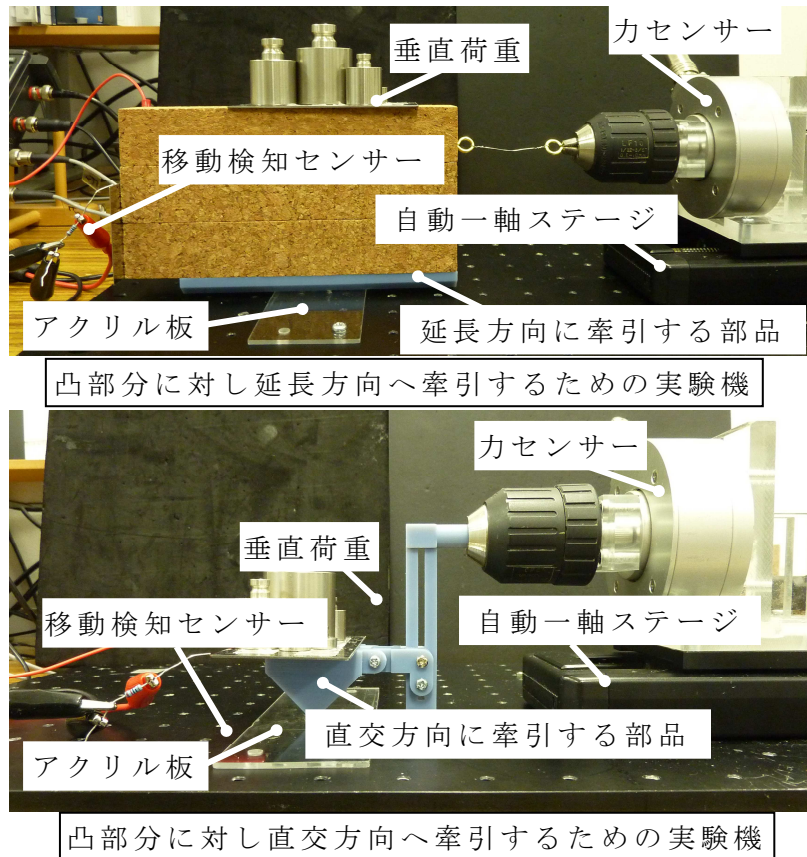 垂直荷重
力センサー
移動検知センサー
自動一軸ステージ
アクリル板
延長方向に牽引する部品
凸部分に対し延長方向へ牽引するための実験機
力センサー
垂直荷重
移動検知センサー
自動一軸ステージ
直交方向に牽引する部品
アクリル板
凸部分に対し直交方向へ牽引するための実験機